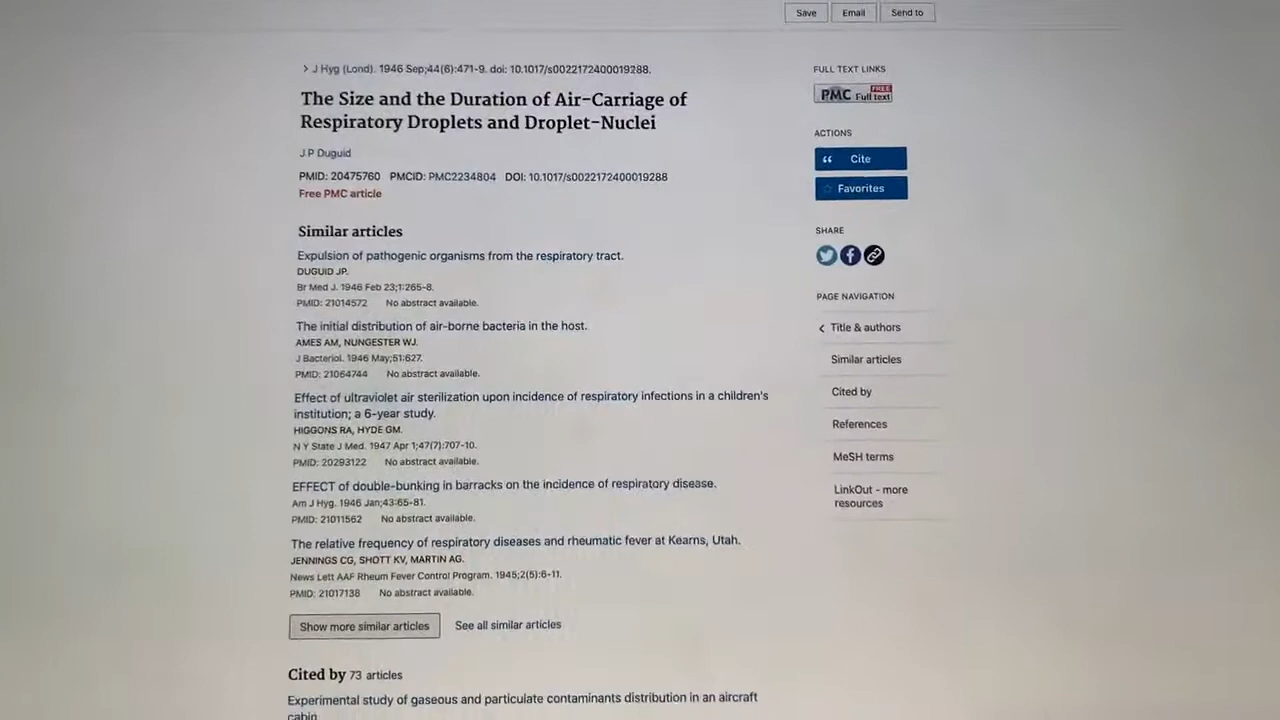 Save Email Send to
J Hyg (Lond). 1946 Sep;44(6):471-9. doi: 10.1017/s0022172400019288.
The Size and the Duration of Air-Carriage of
Respiratory Droplets and Droplet-Nuclei
J P Duguid
PMID: 20475760 PMCID: PMC2234804 DOI: 10.1017/s0022172400019288
Free PMC article
Similar articles
Expulsion of pathogenic organisms from the respiratory tract.
DUGUID JP.
Br Med J. 1946 Feb 23;1:265-8.
PMID: 21014572 No abstract available.
The initial distribution of air-borne bacteria in the host.
AMES AM, NUNGESTER WJ.
J Bacteriol. 1946 May;51:627.
PMID: 21064744 No abstract available.
Effect of ultraviolet air sterilization upon incidence of respiratory infections in a children's
institution; a 6-year study.
HIGGONS RA, HYDE GM.
N Y State J Med. 1947 Apr 1;47(7):707-10.
PMID: 20293122 No abstract available.
EFFECT of double-bunking in barracks on the incidence of respiratory disease.
Am J Hyg. 1946 Jan;43:65-81.
PMID: 21011562 No abstract available.
The relative frequency of respiratory diseases and rheumatic fever at Kearns, Utah.
JENNINGS CG, SHOTT KV, MARTIN AG.
News Lett AAF Rheum Fever Control Program. 1945;2(5):6-11.
PMID: 21017138 No abstract available.
Show more similar articles See all similar articles
Cited by 73 articles
Experimental study of gaseous and particulate contaminants distribution in an aircraft
cabin
FULL TEXT LINKS
PMC FREE Full text
ACTIONS
Cite
Favorites
SHARE
PAGE NAVIGATION
Title & authors
Similar articles
Cited by
References
MeSH terms
LinkOut - more
resources